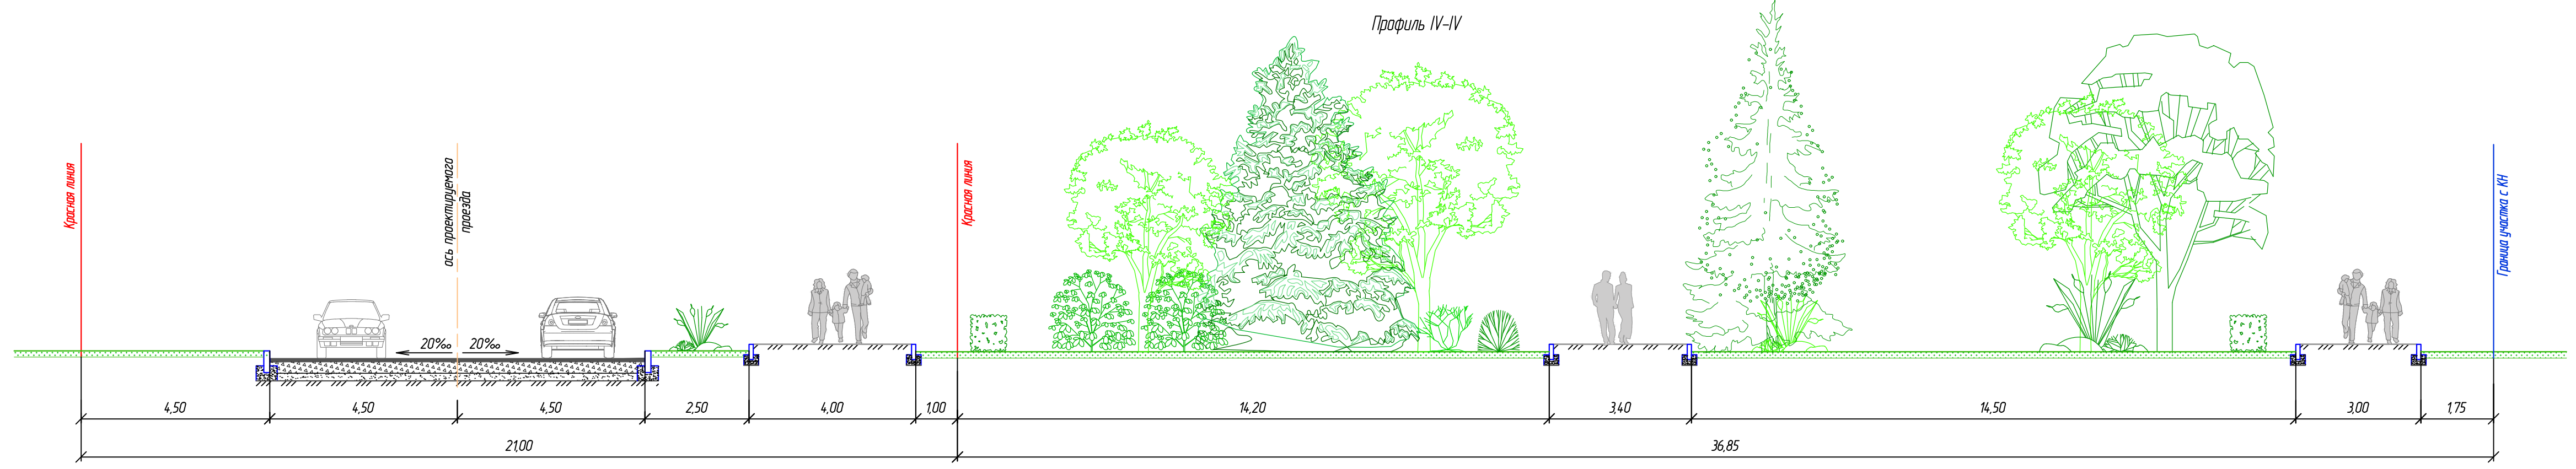 Профиль IV-IV
Красная линия
ось проектируемого
проезда
Красная линия
Граница участка с КН
20‰ 20‰
4,50 4,50 4,50 2,50 4,00 1,00 14,20 3,40 14,50 3,00 1,75
21,00 36,85